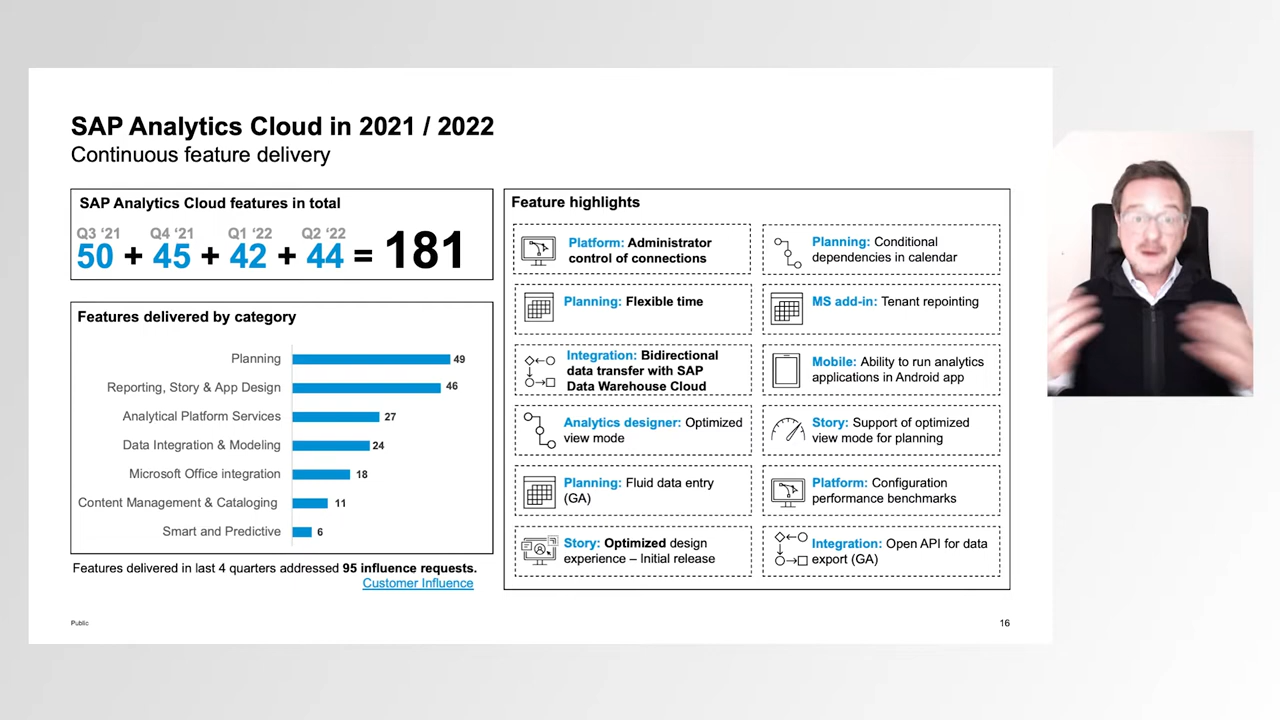 SAP Analytics Cloud in 2021 / 2022
Continuous feature delivery
SAP Analytics Cloud features in total
Q3 ‘21 Q4 ‘21 Q1 ‘22 Q2 ‘22
50 + 45 + 42 + 44 = 181
Features delivered by category
Planning 49
Reporting, Story & App Design 46
Analytical Platform Services 27
Data Integration & Modeling 24
Microsoft Office integration 18
Content Management & Cataloging 11
Smart and Predictive 6
Features delivered in last 4 quarters addressed 95 influence requests.
Customer Influence
Feature highlights
Platform: Administrator
control of connections
Planning: Conditional
dependencies in calendar
Planning: Flexible time
MS add-in: Tenant repointing
Integration: Bidirectional
data transfer with SAP
Data Warehouse Cloud
Mobile: Ability to run analytics
applications in Android app
Analytics designer: Optimized
view mode
Story: Support of optimized
view mode for planning
Planning: Fluid data entry
(GA)
Platform: Configuration
performance benchmarks
Story: Optimized design
experience – Initial release
Integration: Open API for data
export (GA)
Public
16